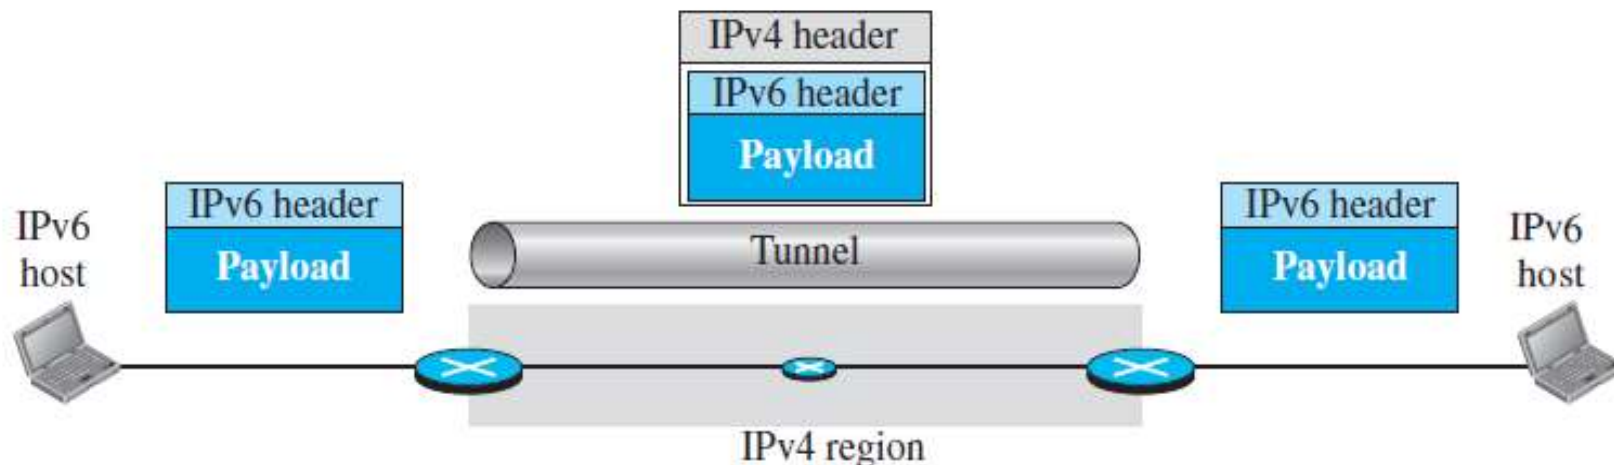 IPv4 header
IPv6 header
Payload
IPv6 header
Payload
IPv6
host
Tunnel
IPv6 header
Payload
IPv6
host
IPv4 region